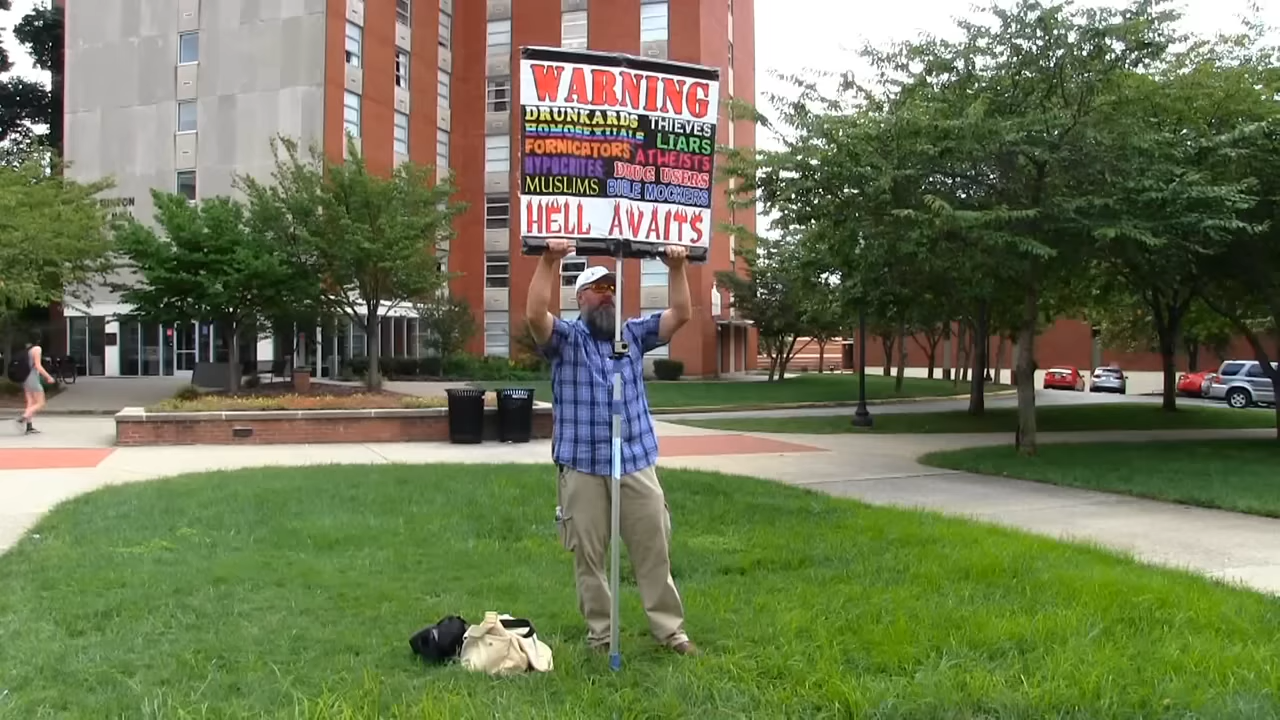 WARNING
DRUNKARDS THIEVES
HOMOSEXUALS LIARS
FORNICATORS ATHEISTS
HYPOCRITES DRUG USERS
MUSLIMS BIBLE MOCKERS
HELL AWAITS